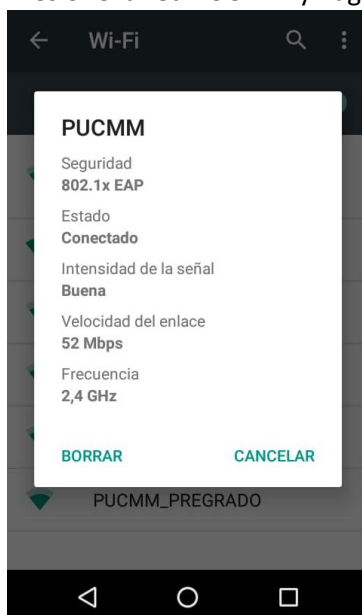 Wi-Fi
PUCMM
Seguridad
802.1x EAP
Estado
Conectado
Intensidad de la señal
Buena
Velocidad del enlace
52 Mbps
Frecuencia
2,4 GHz
BORRAR CANCELAR
PUCMM_PREGRADO